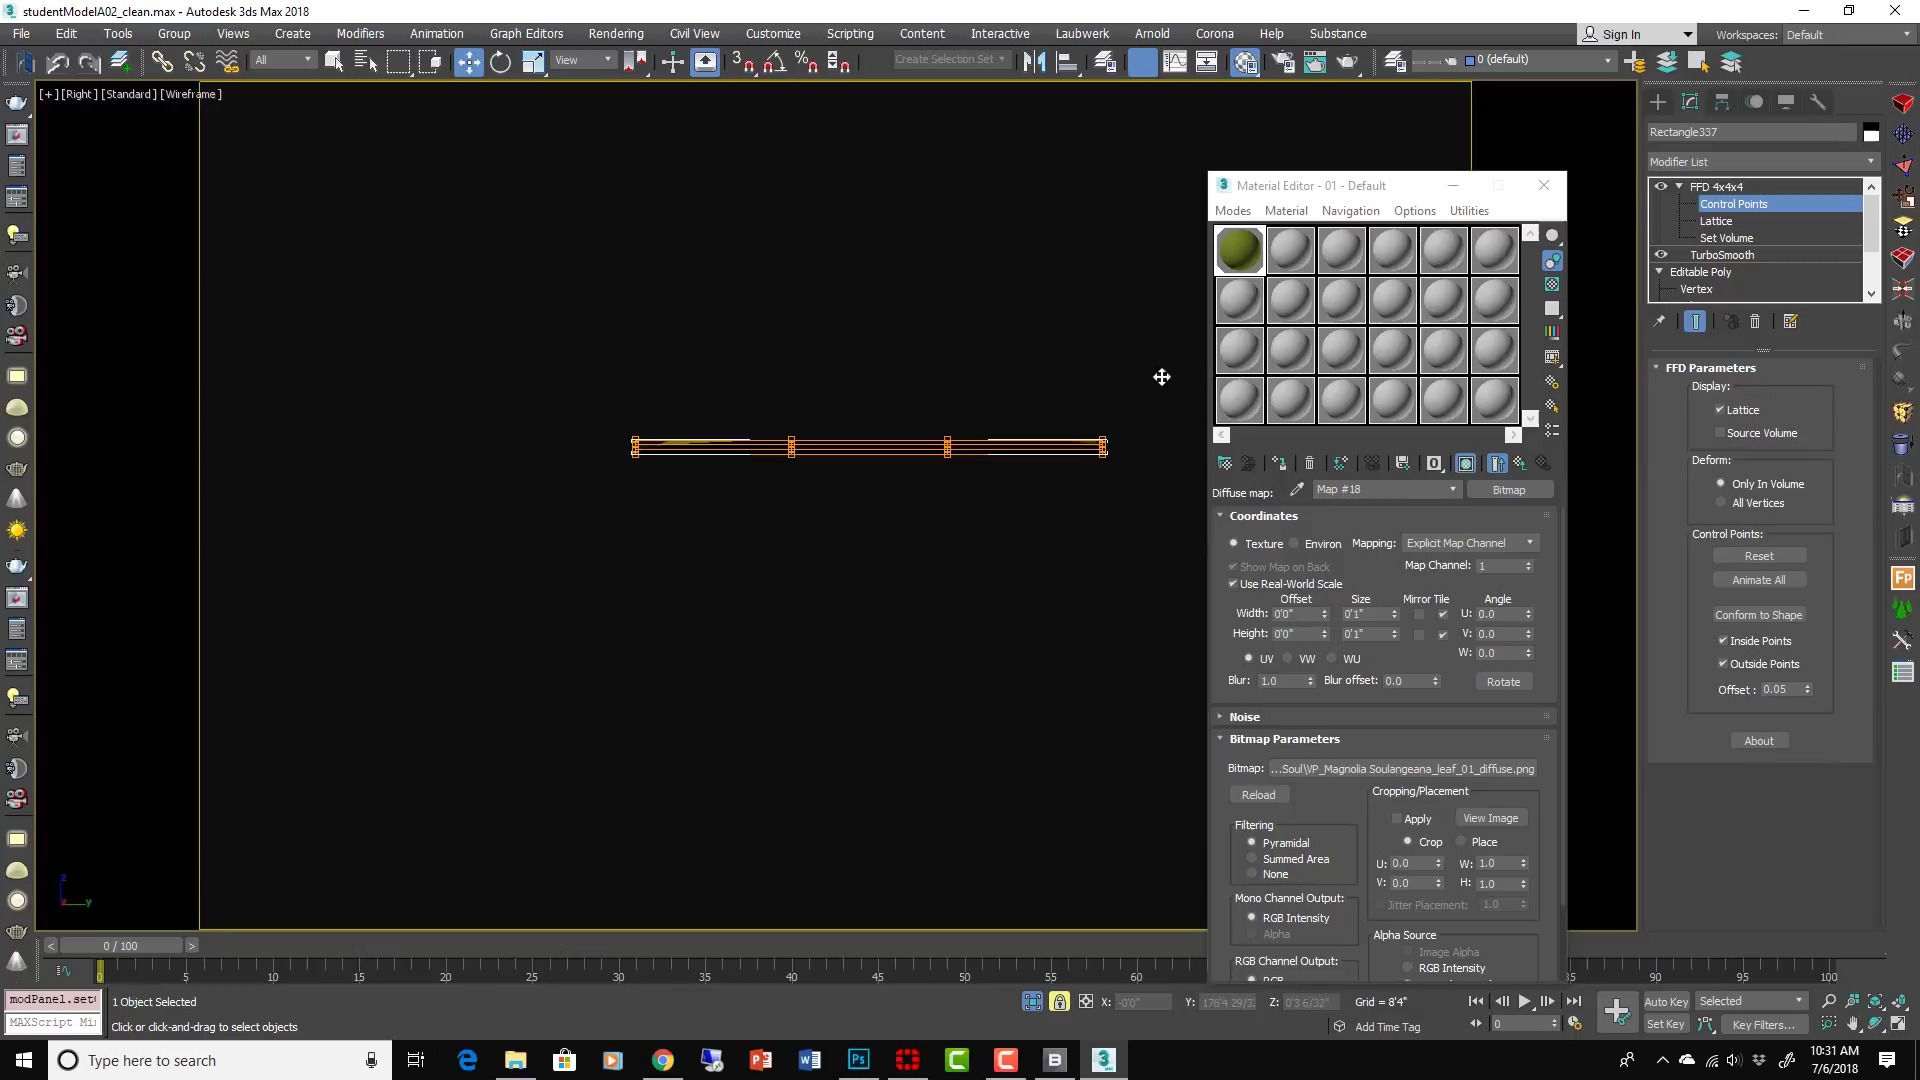 studentModelA02_clean.max - Autodesk 3ds Max 2018
File Edit Tools Group Views Create Modifiers Animation Graph Editors Rendering Civil View Customize Scripting Content Interactive Laubwerk Arnold Corona Help Substance
Sign In
Workspaces: Default
All
View
3
Create Selection Set
0 (default)
[+] [Right] [Standard] [Wireframe]
Rectangle337
Modifier List
FFD 4x4x4
Control Points
Lattice
Set Volume
TurboSmooth
Editable Poly
Vertex
FFD Parameters
Display:
Lattice
Source Volume
Deform:
Only In Volume
All Vertices
Control Points:
Reset
Animate All
Conform to Shape
Inside Points
Outside Points
Offset : 0.05
About
Material Editor - 01 - Default
Modes Material Navigation Options Utilities
Diffuse map: Map #18 Bitmap
Coordinates
Texture Environ Mapping: Explicit Map Channel
Show Map on Back Map Channel: 1
Use Real-World Scale
Offset Size Mirror Tile Angle
Width: 0'0" 0'1" U: 0.0
Height: 0'0" 0'1" V: 0.0
W: 0.0
UV VW WU
Blur: 1.0 Blur offset: 0.0 Rotate
Noise
Bitmap Parameters
Bitmap: ...Soul\VP_Magnolia Soulangeana_leaf_01_diffuse.png
Reload
Cropping/Placement
Apply View Image
Crop Place
U: 0.0 W: 1.0
V: 0.0 H: 1.0
Jitter Placement: 1.0
Filtering
Pyramidal
Summed Area
None
Mono Channel Output:
RGB Intensity
Alpha
RGB Channel Output:
Alpha Source
Image Alpha
RGB Intensity
z
y
Fp
< 0 / 100 >
0 5 10 15 20 25 30 35 40 45 50 55 60 85 90 95 100
modPanel.set
MAXScript Mi
1 Object Selected
Click or click-and-drag to select objects
X: -0'0" Y: 176'4 29/3 Z: 0'3 6/32" Grid = 8'4"
Add Time Tag
0
Auto Key Selected
Set Key Key Filters...
Type here to search
10:31 AM
7/6/2018